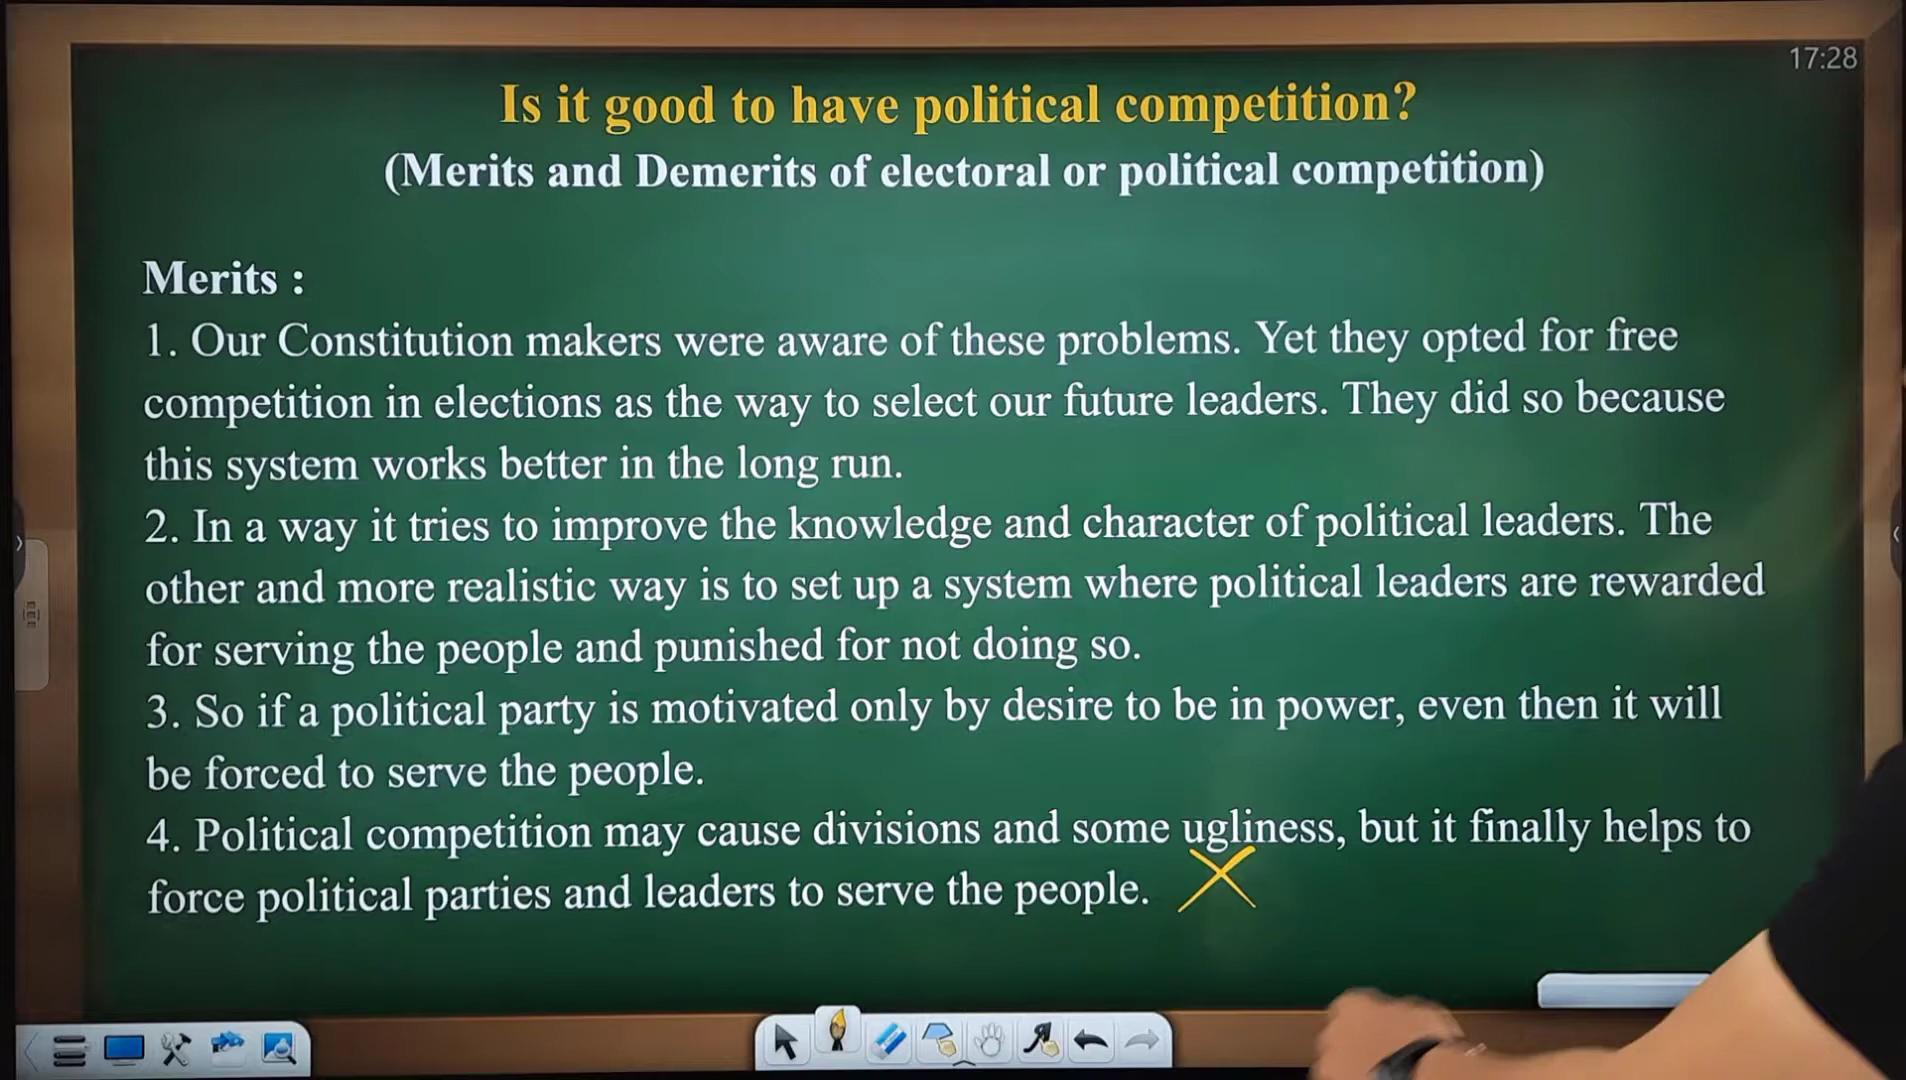 17:28
Is it good to have political competition?
(Merits and Demerits of electoral or political competition)
Merits :
1. Our Constitution makers were aware of these problems. Yet they opted for free
competition in elections as the way to select our future leaders. They did so because
this system works better in the long run.
2. In a way it tries to improve the knowledge and character of political leaders. The
other and more realistic way is to set up a system where political leaders are rewarded
for serving the people and punished for not doing so.
3. So if a political party is motivated only by desire to be in power, even then it will
be forced to serve the people.
4. Political competition may cause divisions and some ugliness, but it finally helps to
force political parties and leaders to serve the people.